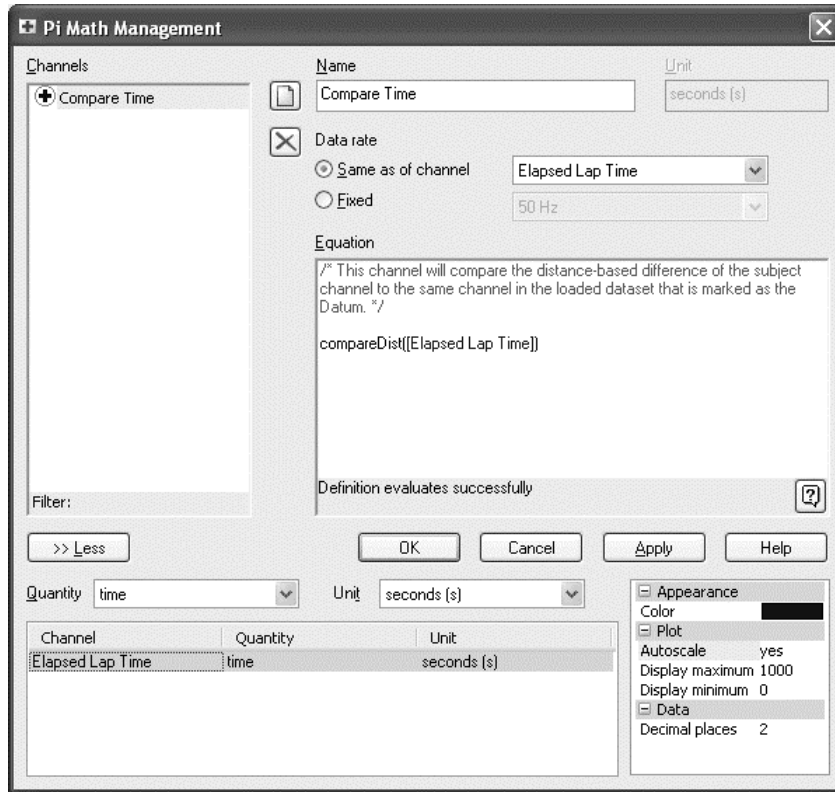 Pi Math Management
Channels
Compare Time
Filter:
Name
Unit
Compare Time
seconds (s)
Data rate
Same as of channel
Elapsed Lap Time
Fixed
50 Hz
Equation
/* This channel will compare the distance-based difference of the subject
channel to the same channel in the loaded dataset that is marked as the
Datum. */
compareDist([Elapsed Lap Time])
Definition evaluates successfully
>> Less
OK
Cancel
Apply
Help
Quantity
time
Unit
seconds (s)
Channel Quantity Unit
Elapsed Lap Time time seconds (s)
Appearance
Color
Plot
Autoscale yes
Display maximum 1000
Display minimum 0
Data
Decimal places 2